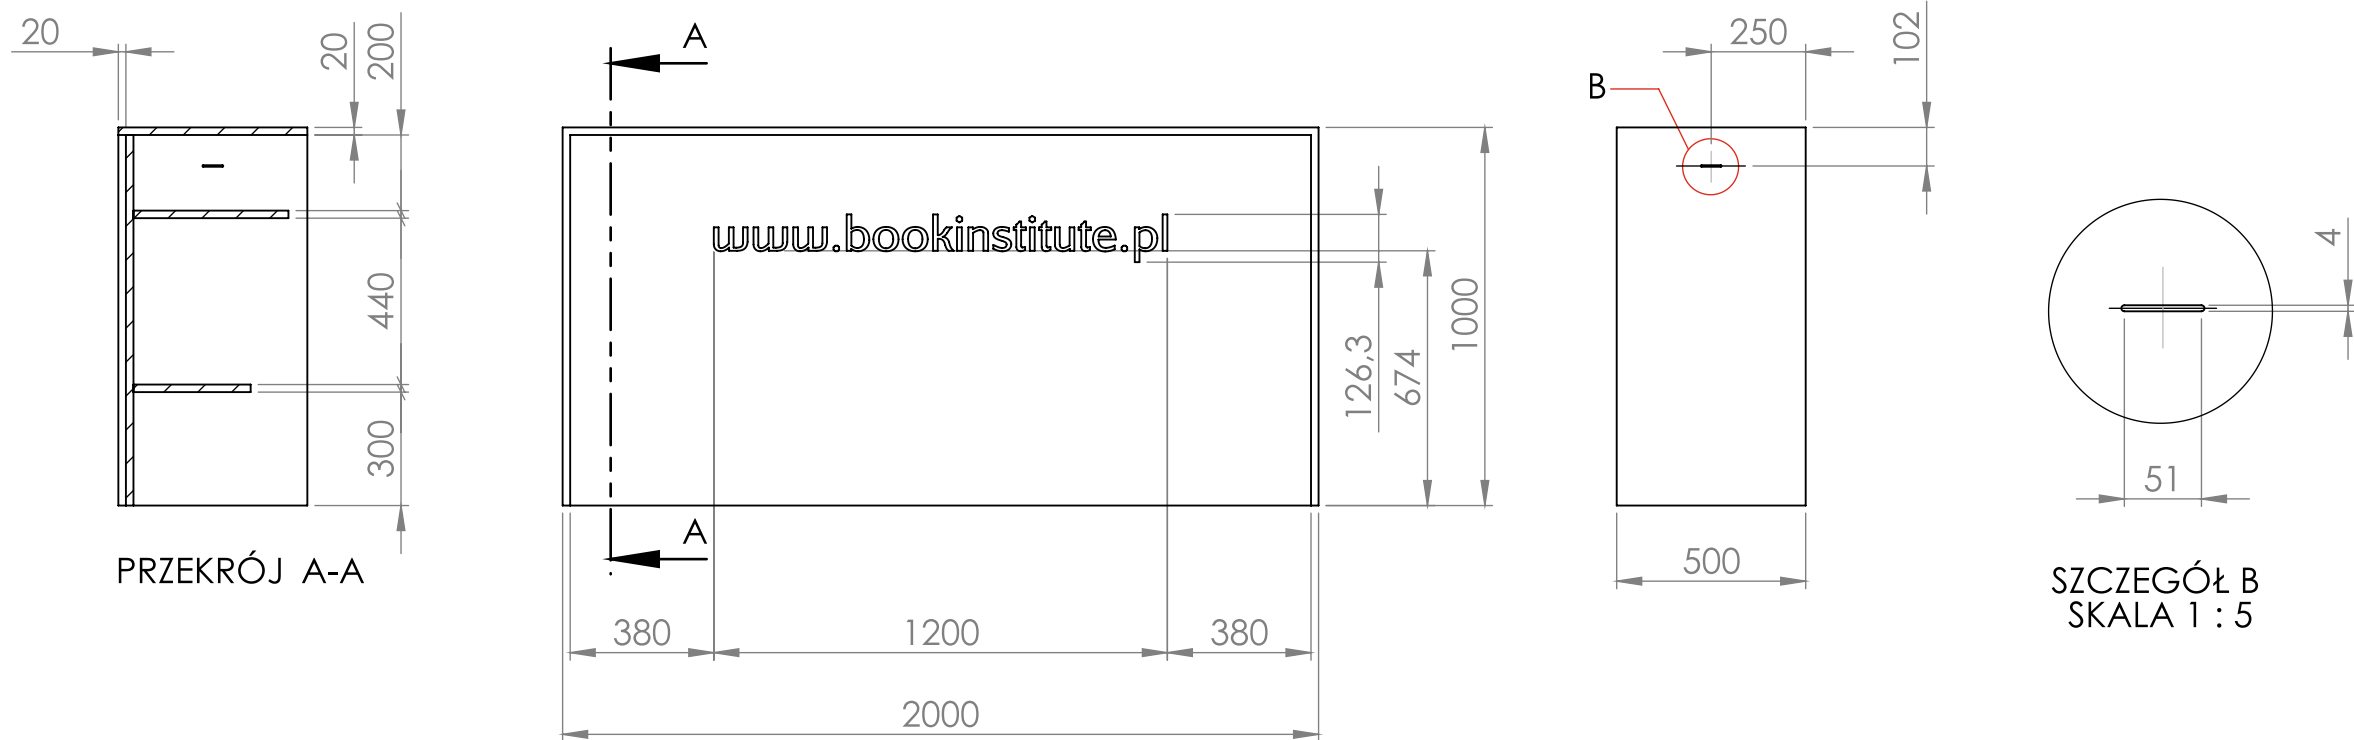 20
20
200
440
300
PRZEKRÓJ A-A
A
www.bookinstitute.pl
126,3
674
1000
A
380
1200
380
2000
B
250
102
500
4
51
SZCZEGÓŁ B
SKALA 1 : 5